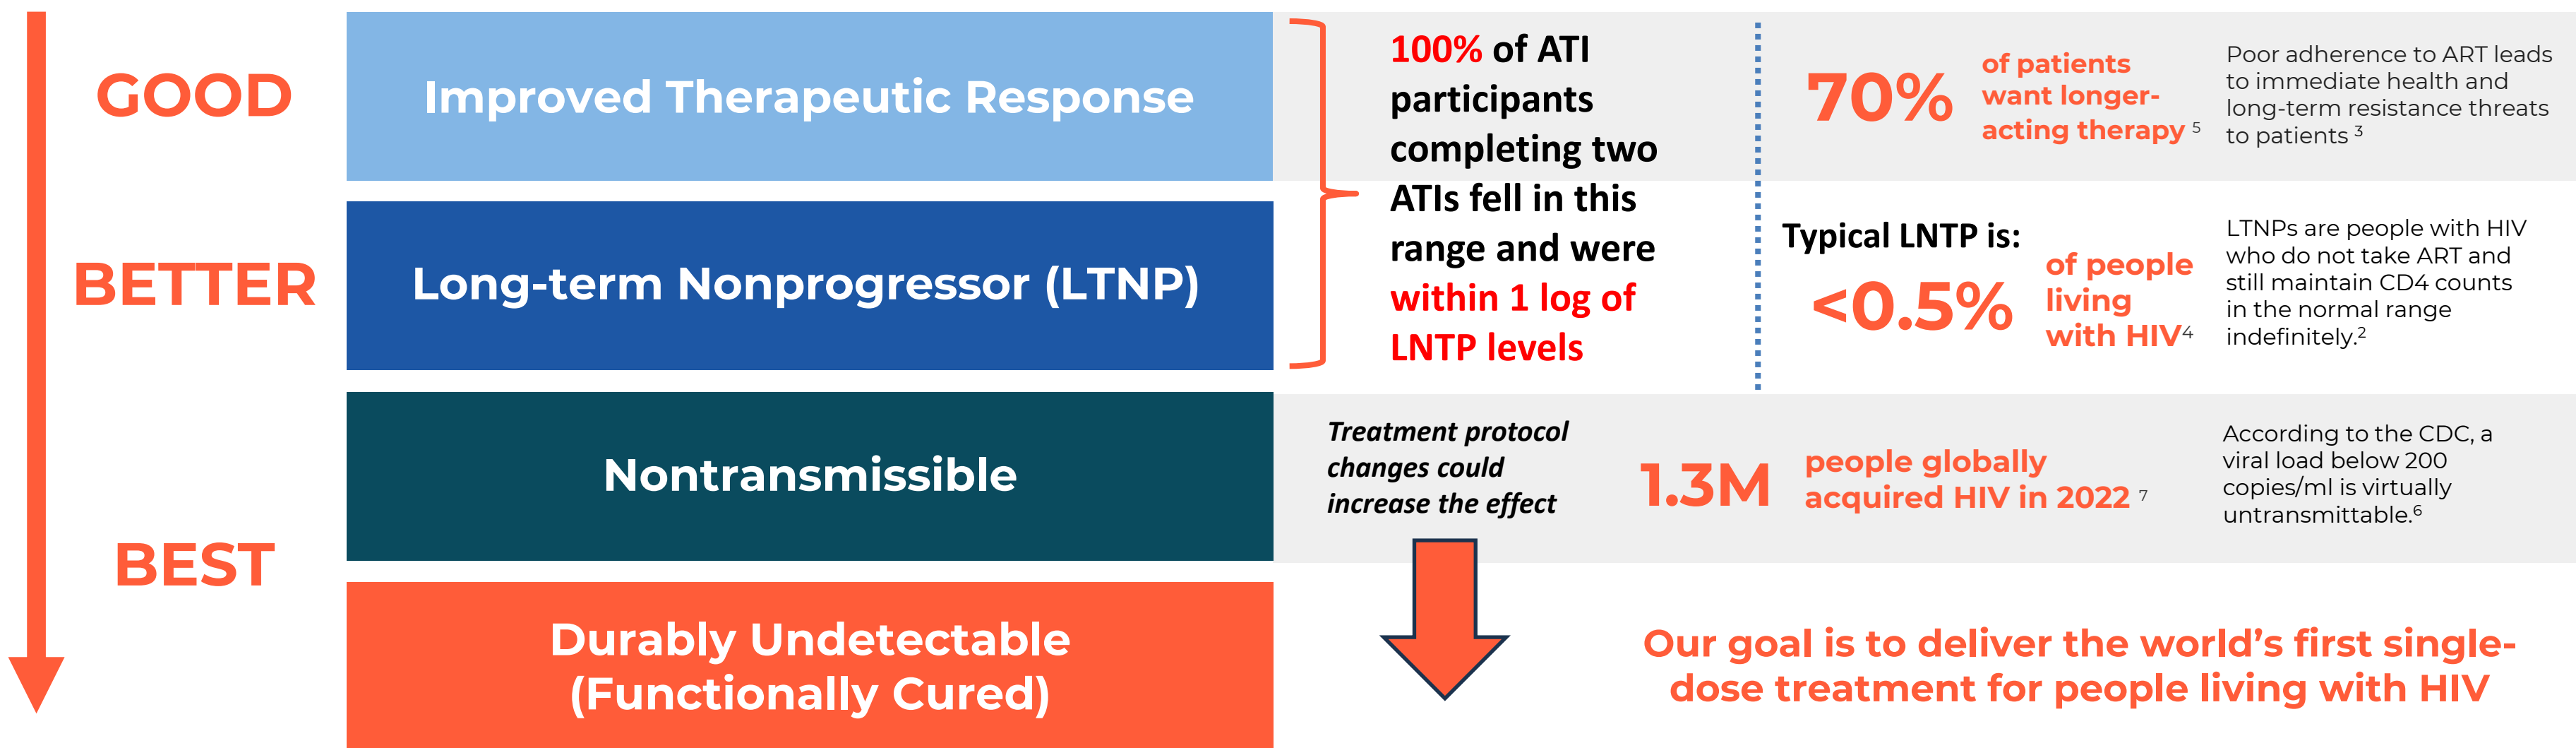 GOOD
Improved Therapeutic Response
BETTER
Long-term Nonprogressor (LTNP)
BEST
Nontransmissible
Durably Undetectable
(Functionally Cured)
100% of ATI
participants
completing two
ATIs fell in this
range and were
within 1 log of
LNTP levels
70%
of patients
want longer-
acting therapy 5
Poor adherence to ART leads
to immediate health and
long-term resistance threats
to patients 3
Typical LNTP is:
<0.5%
of people
living
with HIV4
LTNPs are people with HIV
who do not take ART and
still maintain CD4 counts
in the normal range
indefinitely.2
Treatment protocol
changes could
increase the effect
1.3M
people globally
acquired HIV in 2022 7
According to the CDC, a
viral load below 200
copies/ml is virtually
untransmittable.6
Our goal is to deliver the world's first single-
dose treatment for people living with HIV